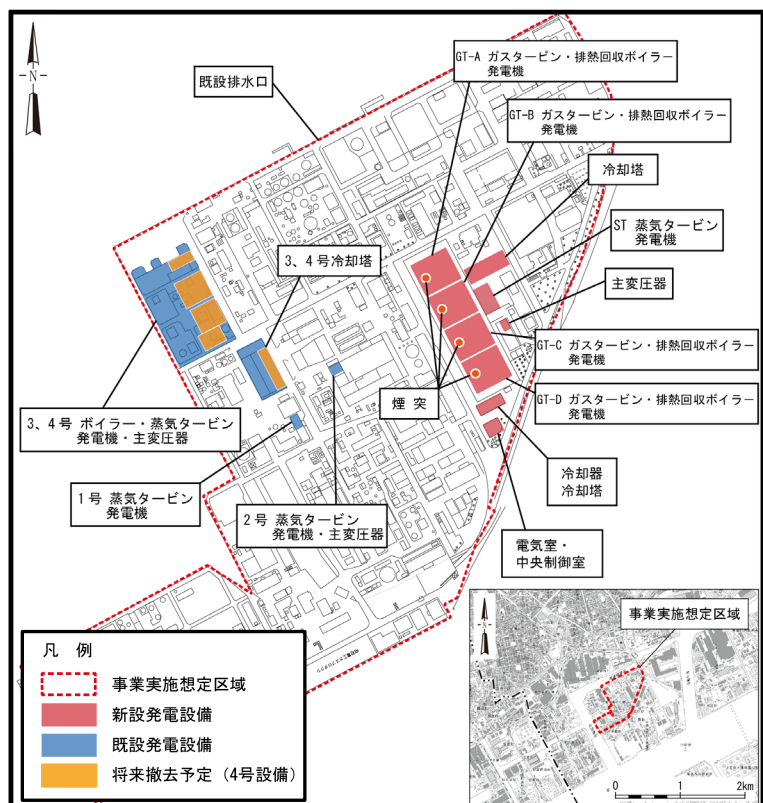 N
GT-A ガスタービン・排熱回収ボイラー
発電機
既設排水口
GT-B ガスタービン・排熱回収ボイラー
発電機
冷却塔
ST 蒸気タービン
発電機
3、4号冷却塔
主変圧器
GT-C ガスタービン・排熱回収ボイラー
発電機
煙 突
GT-D ガスタービン・排熱回収ボイラー
発電機
3、4号 ボイラー・蒸気タービン
発電機・主変圧器
1号 蒸気タービン
発電機
2号 蒸気タービン
発電機・主変圧器
冷却器
冷却塔
電気室・
中央制御室
凡 例
事業実施想定区域
新設発電設備
既設発電設備
将来撤去予定（4号設備）
N
事業実施想定区域
0 1 2km